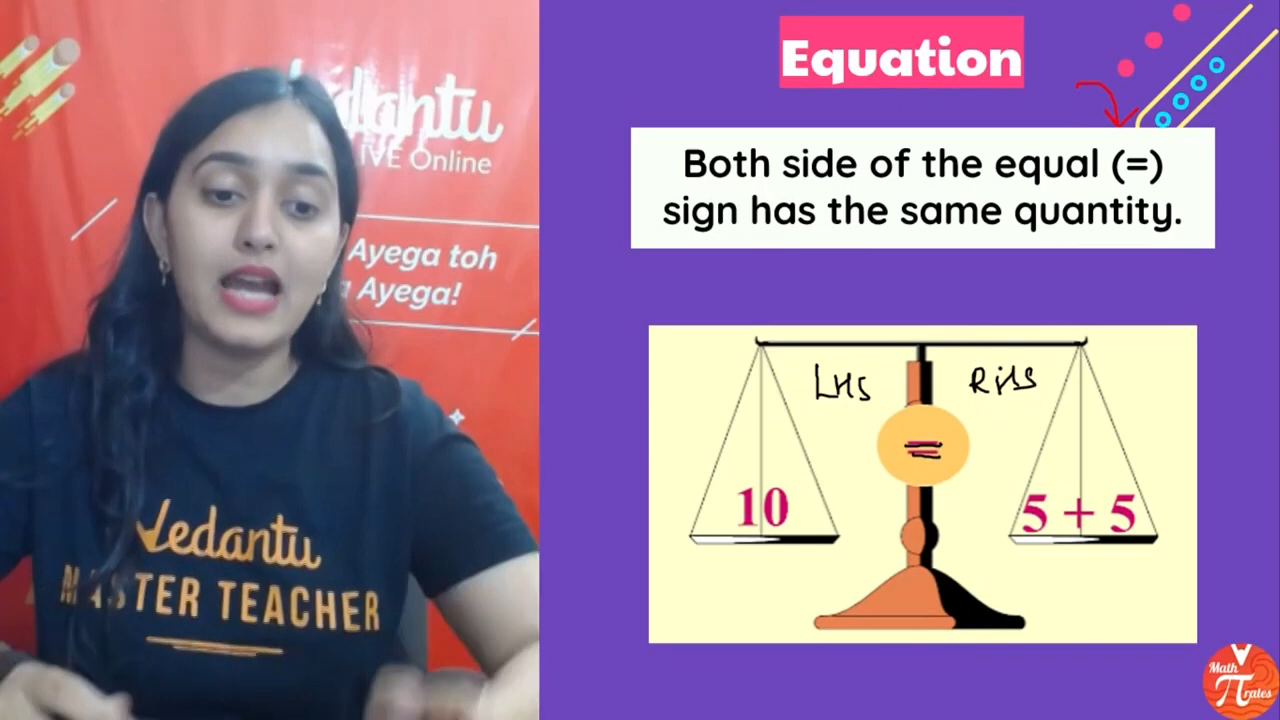 Vedantu
IVE Online
Ayega toh
Ayega!
Vedantu
MASTER TEACHER
Equation
Both side of the equal (=)
sign has the same quantity.
LHS
RHS
=
10
5 + 5
Math
π rates